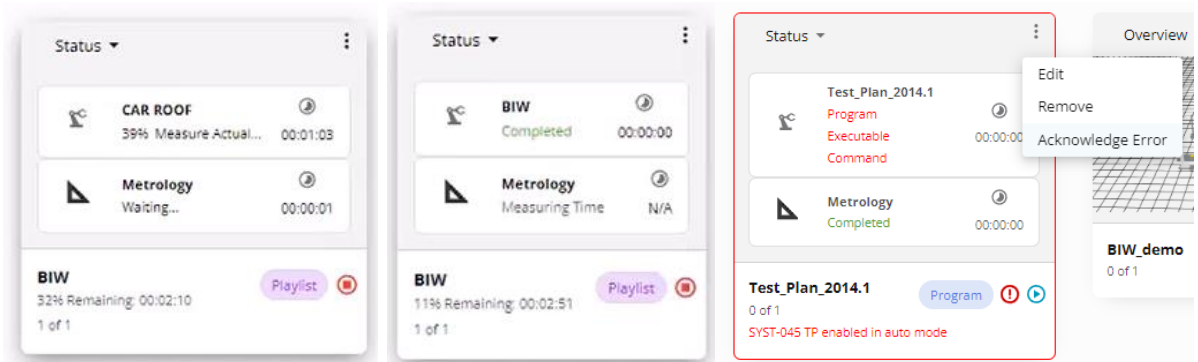 Status
CAR ROOF
39% Measure Actual... 00:01:03
Metrology
Waiting... 00:00:01
BIW
32% Remaining: 00:02:10
Playlist
1 of 1
Status
BIW
Completed 00:00:00
Metrology
Measuring Time N/A
BIW
11% Remaining: 00:02:51
Playlist
1 of 1
Status
Test_Plan_2014.1
Program
Executable 00:00:00
Command
Metrology
Completed 00:00:00
Test_Plan_2014.1
0 of 1
Program
SYST-045 TP enabled in auto mode
Edit
Remove
Acknowledge Error
Overview
BIW_demo
0 of 1